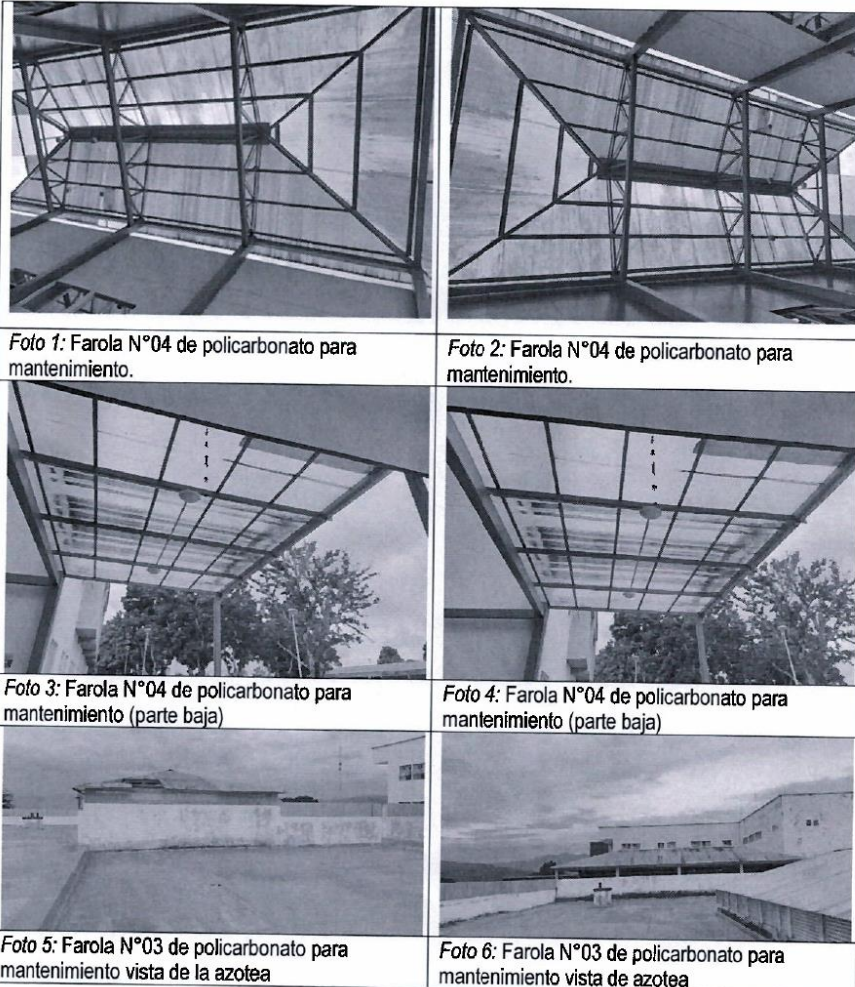 Foto 1: Farola N°04 de policarbonato para
mantenimiento.
Foto 2: Farola N°04 de policarbonato para
mantenimiento.
Foto 3: Farola N°04 de policarbonato para
mantenimiento (parte baja)
Foto 4: Farola N°04 de policarbonato para
mantenimiento (parte baja)
Foto 5: Farola N°03 de policarbonato para
mantenimiento vista de la azotea
Foto 6: Farola N°03 de policarbonato para
mantenimiento vista de azotea